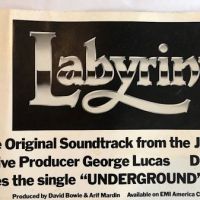 Labyrin
e Original Soundtrack from the J
ive Producer George Lucas D
es the single “UNDERGROUND”
Produced by David Bowie & Arif Mardin Available on EMI America C